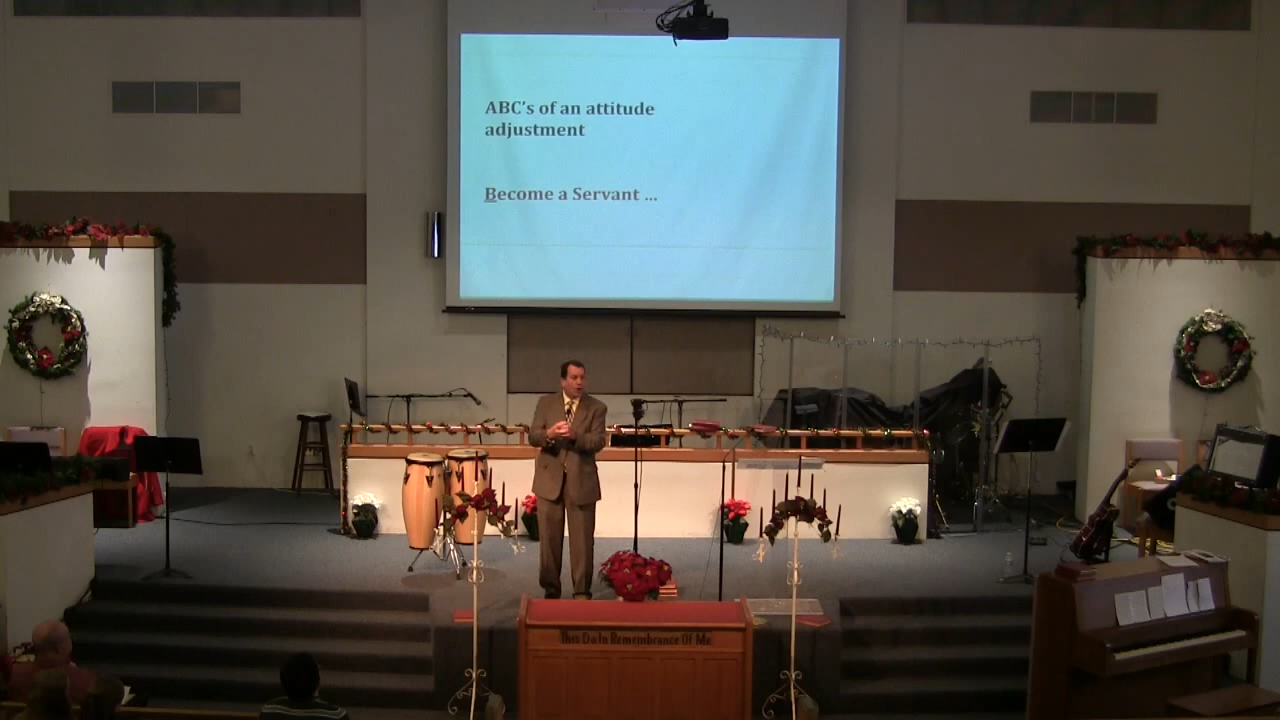 ABC's of an attitude
adjustment
Become a Servant ...
This Do In Remembrance Of Me